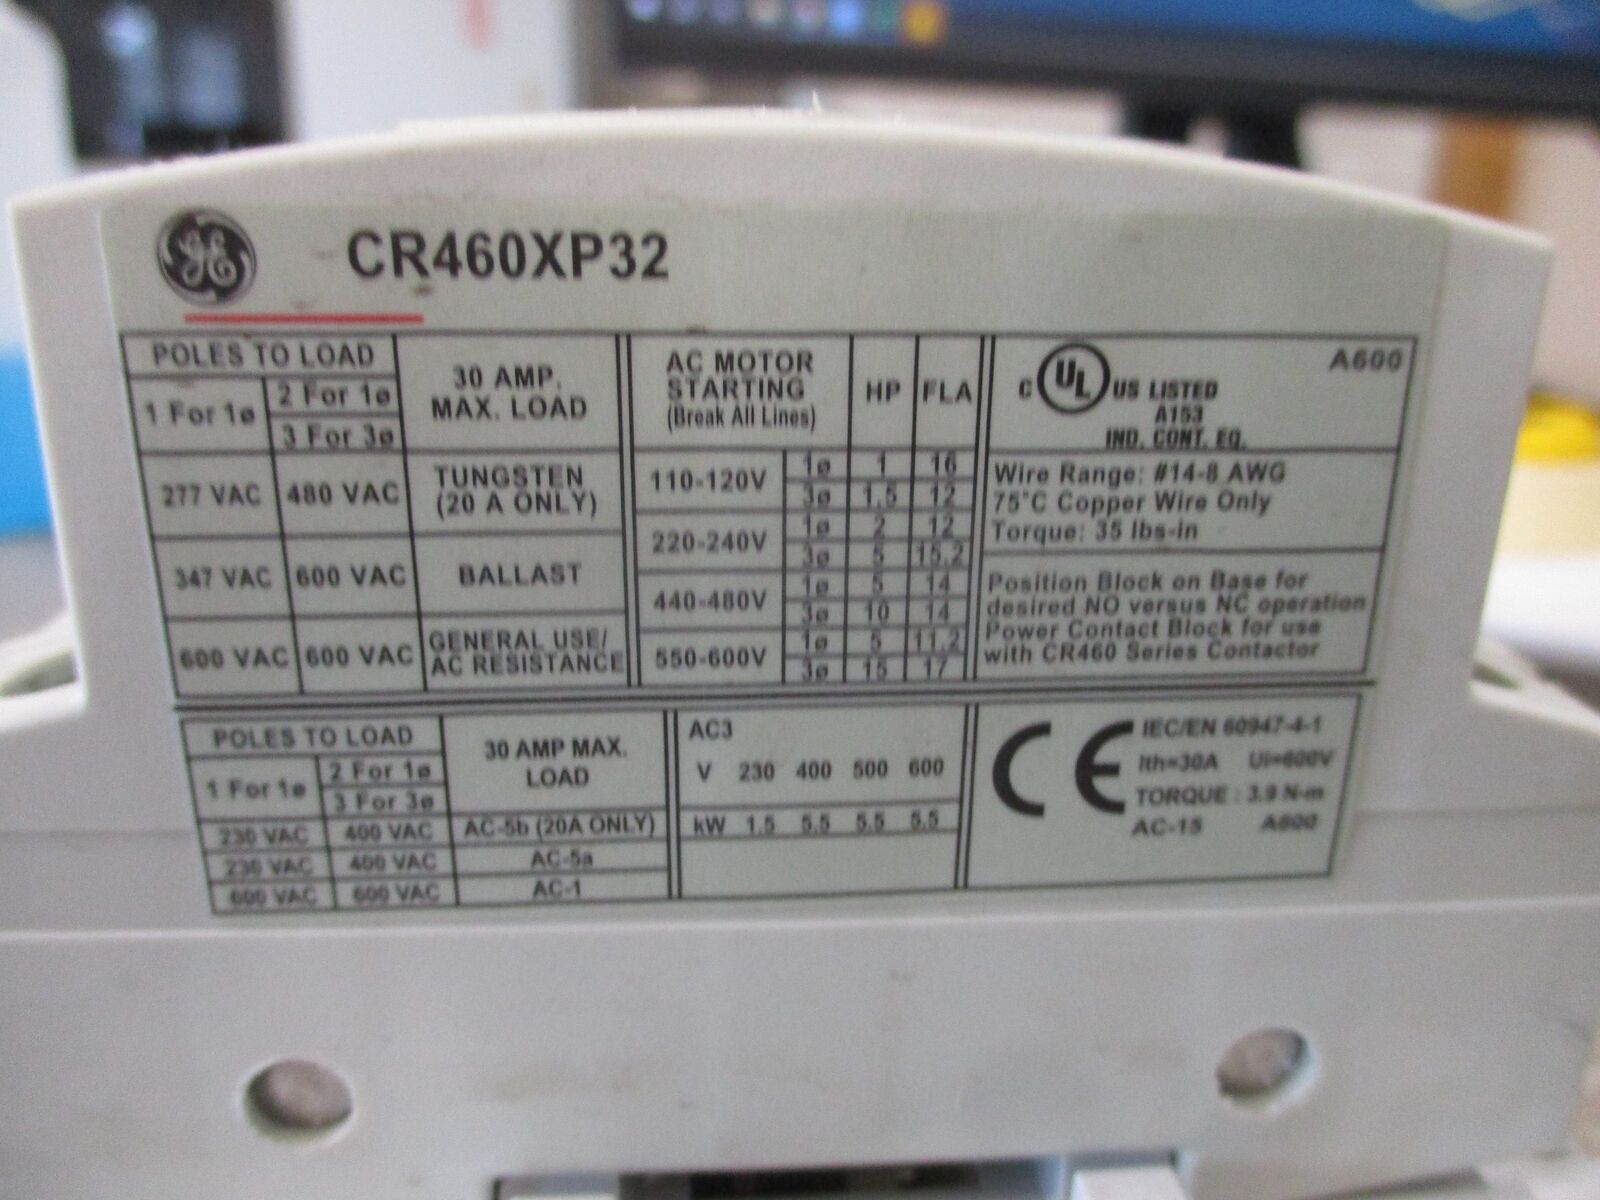 GE CR460XP32
POLES TO LOAD
1 For 1ø
2 For 1ø
3 For 3ø
30 AMP.
MAX. LOAD
277 VAC 480 VAC TUNGSTEN
(20 A ONLY)
347 VAC 600 VAC BALLAST
600 VAC 600 VAC GENERAL USE/
AC RESISTANCE
AC MOTOR
STARTING
(Break All Lines)
HP FLA
110-120V 1ø 1 16
3ø 1.5 12
220-240V 1ø 2 12
3ø 5 15.2
440-480V 1ø 5 14
3ø 10 14
550-600V 1ø 5 11.2
3ø 15 17
A600
C UL US LISTED
A153
IND. CONT. EQ.
Wire Range: #14-8 AWG
75°C Copper Wire Only
Torque: 35 lbs-in
Position Block on Base for
desired NO versus NC operation
Power Contact Block for use
with CR460 Series Contactor
POLES TO LOAD
1 For 1ø
2 For 1ø
3 For 3ø
30 AMP MAX.
LOAD
230 VAC 400 VAC AC-5b (20A ONLY)
230 VAC 400 VAC AC-5a
600 VAC 600 VAC AC-1
AC3
V 230 400 500 600
kW 1.5 5.5 5.5 5.5
CE
IEC/EN 60947-4-1
Ith=30A Ui=600V
TORQUE : 3.9 N-m
AC-15 A600